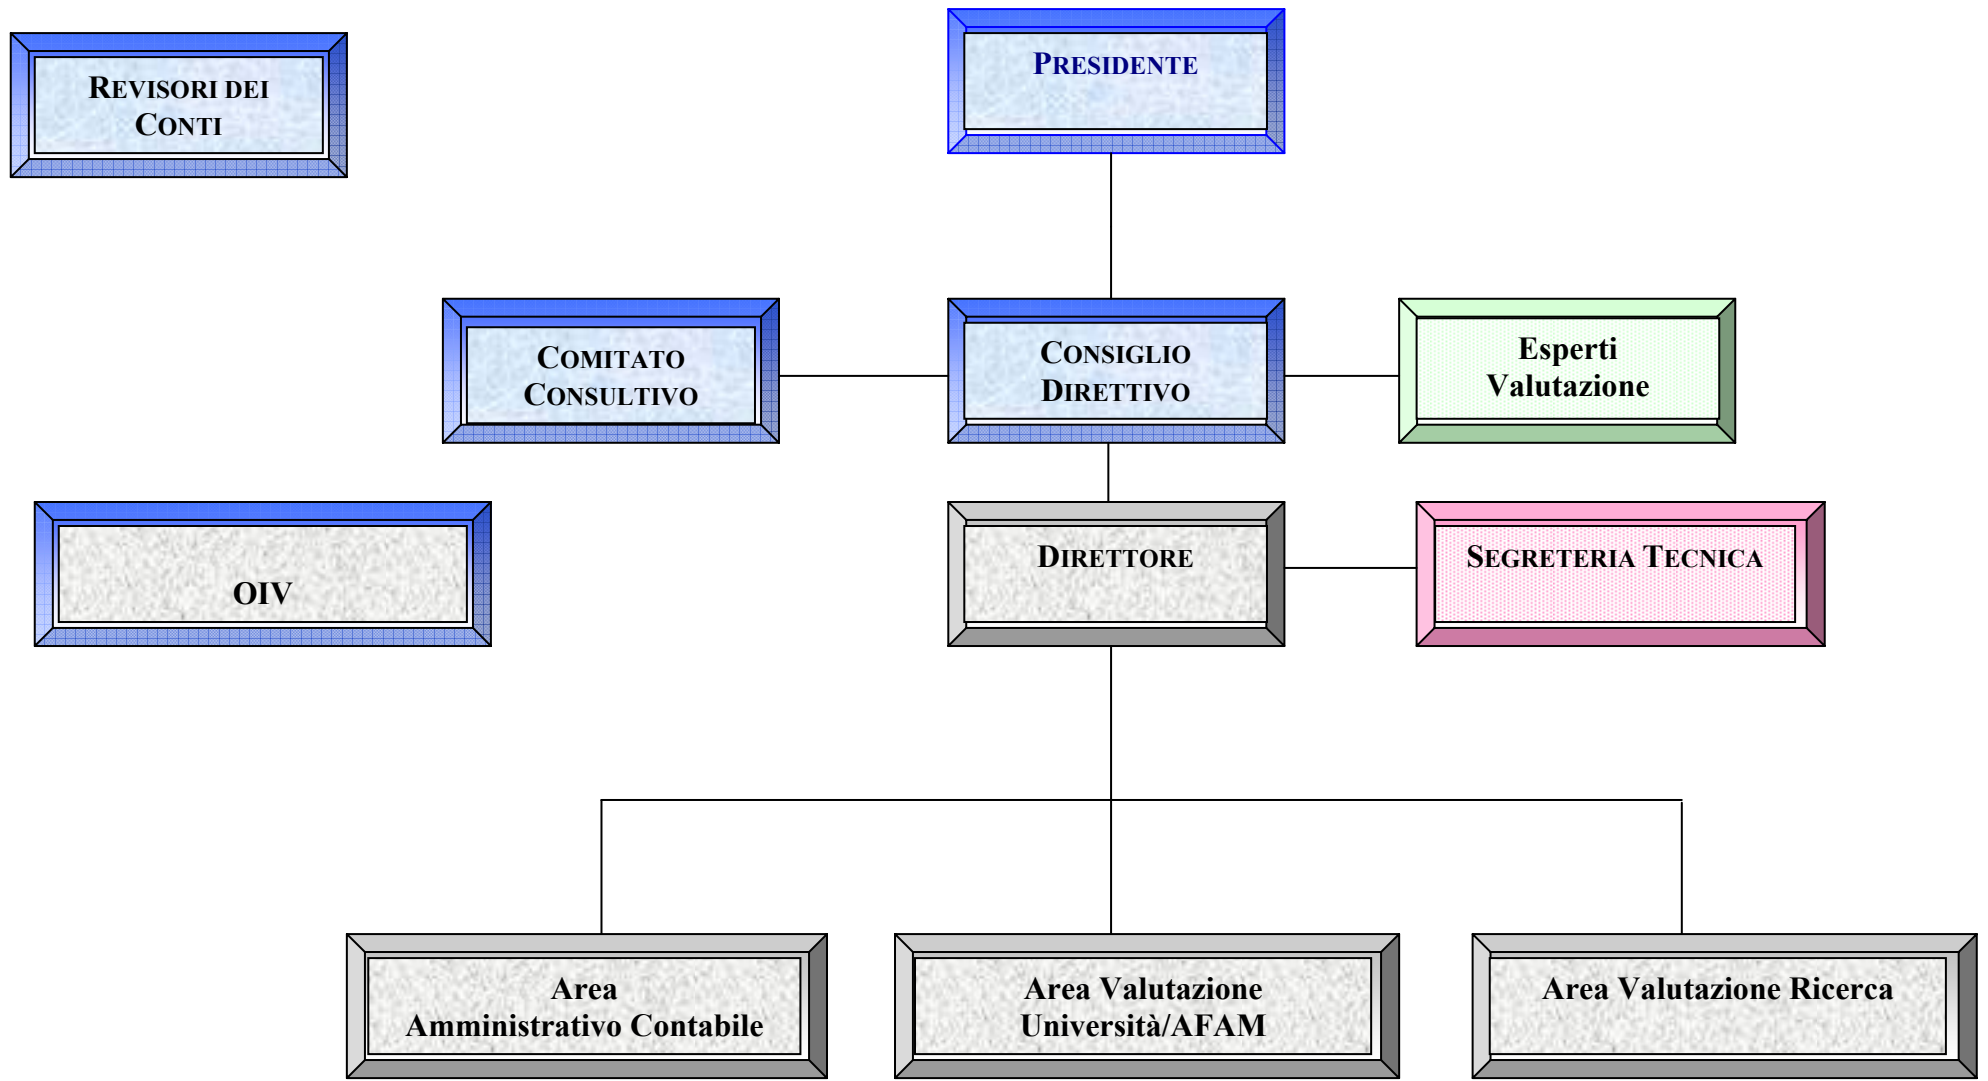 PRESIDENTE
REVISORI DEI
CONTI
COMITATO
CONSULTIVO
CONSIGLIO
DIRETTIVO
Esperti
Valutazione
OIV
DIRETTORE
SEGRETERIA TECNICA
Area
Amministrativo Contabile
Area Valutazione
Università/AFAM
Area Valutazione Ricerca